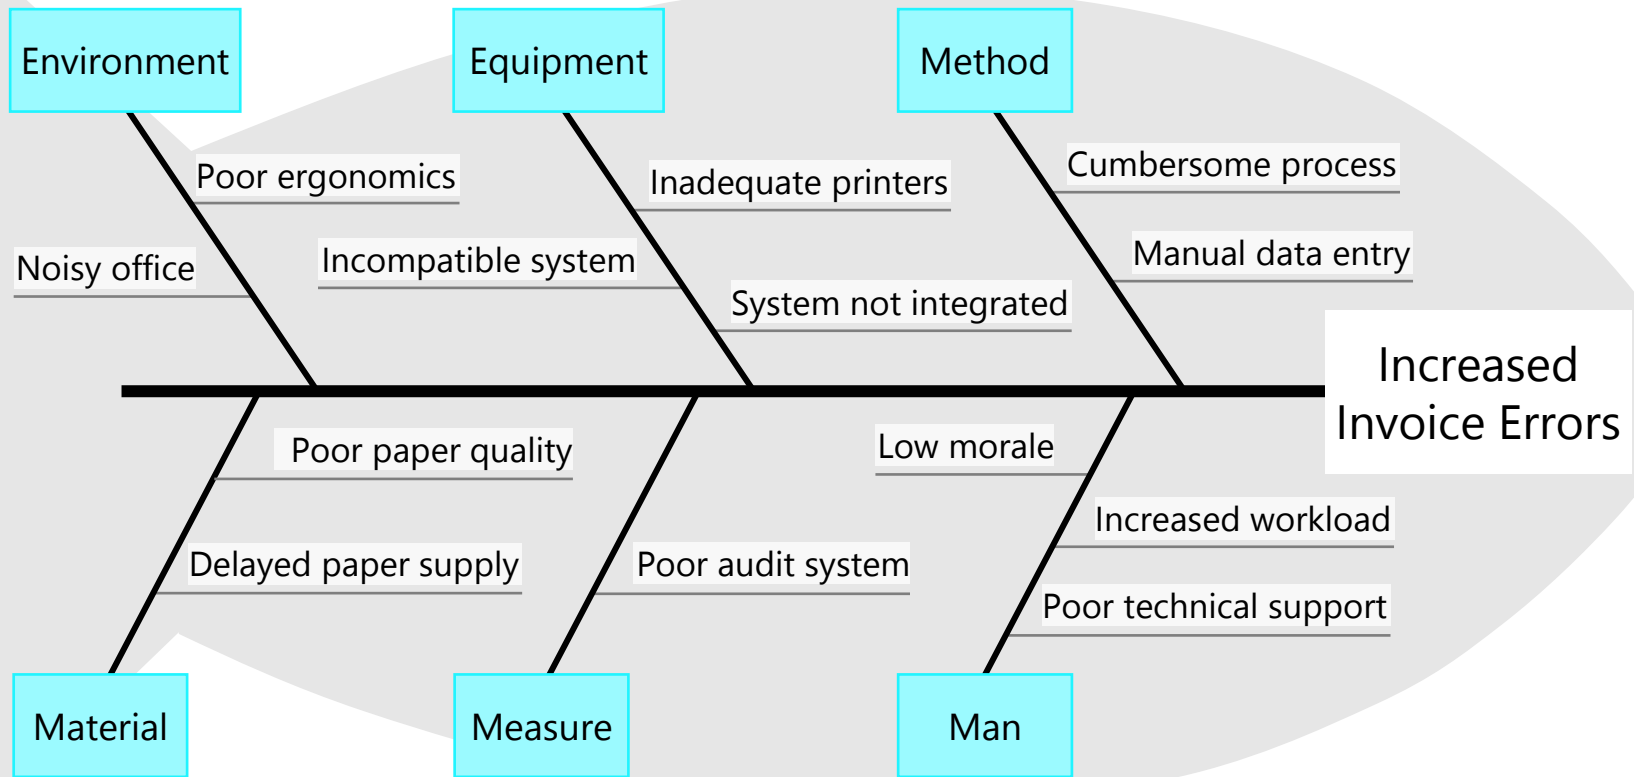 Environment
Equipment
Method
Poor ergonomics
Noisy office
Inadequate printers
Incompatible system
System not integrated
Cumbersome process
Manual data entry
Increased
Invoice Errors
Poor paper quality
Delayed paper supply
Poor audit system
Low morale
Increased workload
Poor technical support
Material
Measure
Man